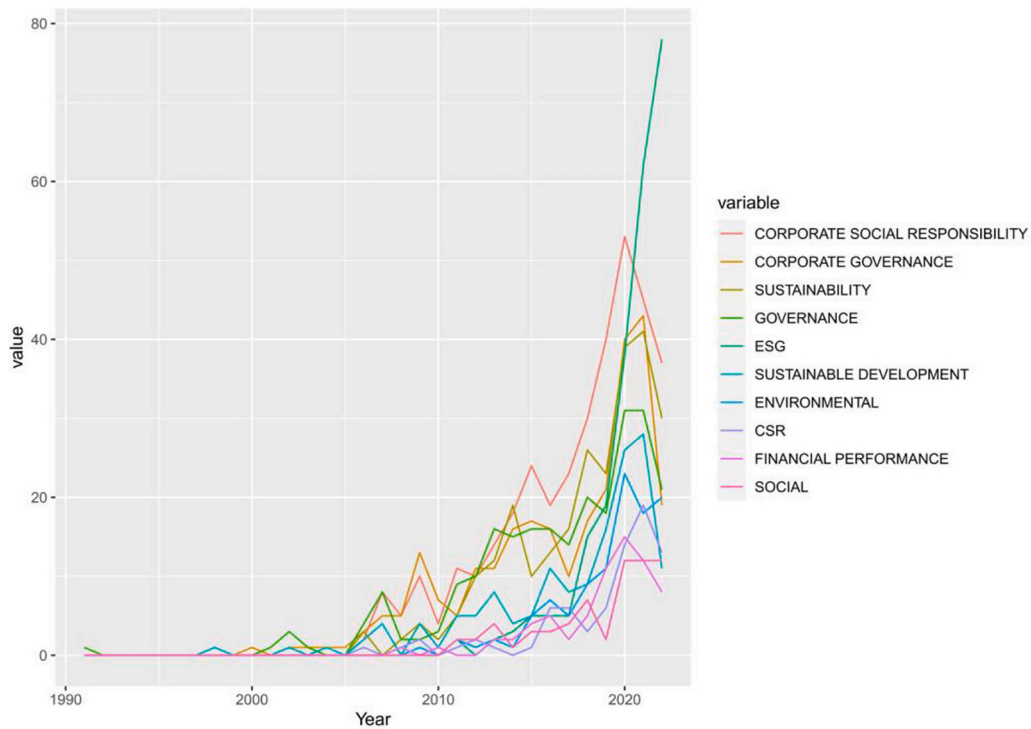 80
60
40
20
0
value
1990
2000
2010
2020
Year
variable
CORPORATE SOCIAL RESPONSIBILITY
CORPORATE GOVERNANCE
SUSTAINABILITY
GOVERNANCE
ESG
SUSTAINABLE DEVELOPMENT
ENVIRONMENTAL
CSR
FINANCIAL PERFORMANCE
SOCIAL